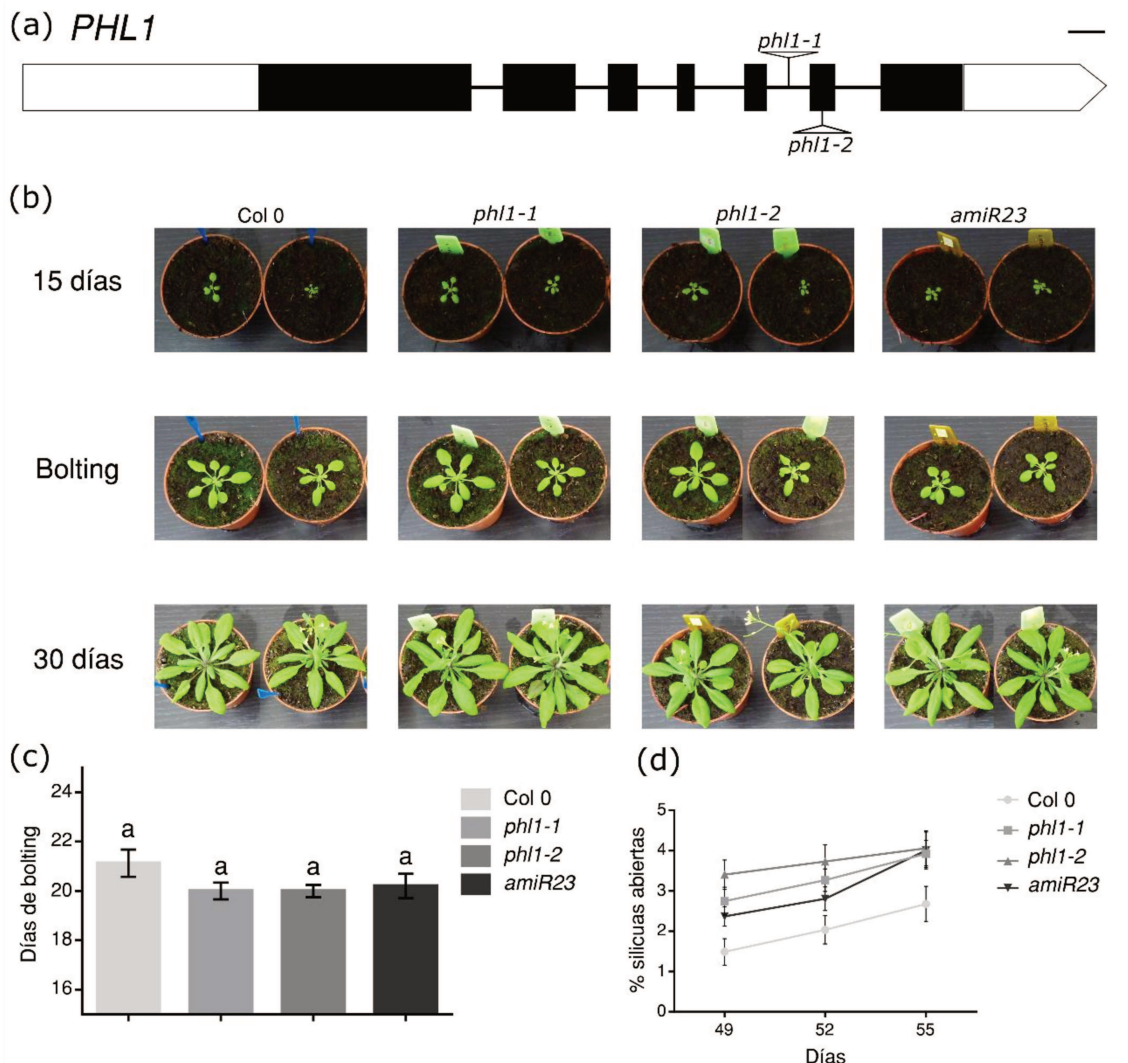 (a) PHL1
phl1-1
phl1-2
(b)
Col 0
phl1-1
phl1-2
amiR23
15 días
Bolting
30 días
(c)
Días de bolting
24
22
20
18
16
a
a
a
a
Col 0
phl1-1
phl1-2
amiR23
(d)
% silicuas abiertas
5
4
3
2
1
0
49
52
55
Días
Col 0
phl1-1
phl1-2
amiR23